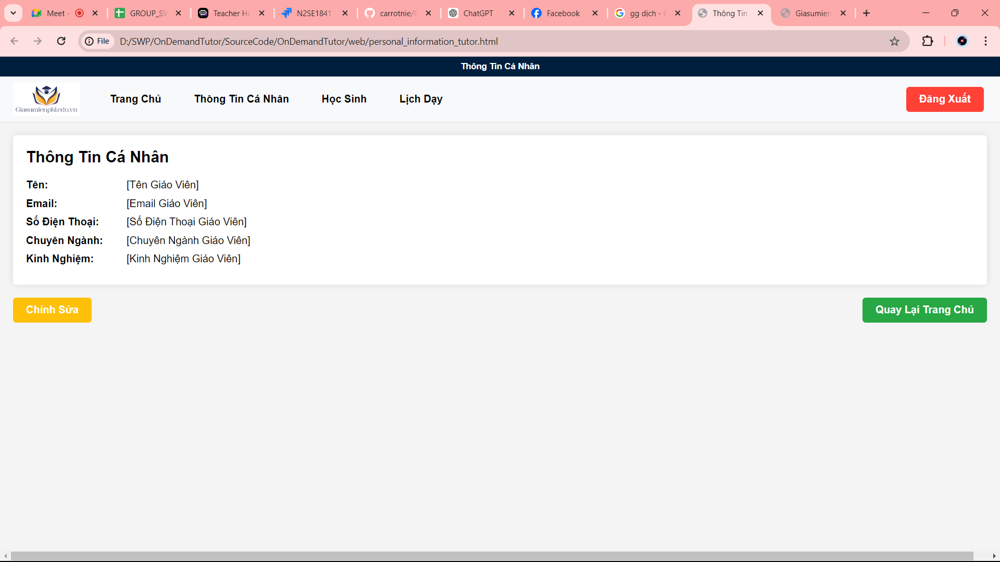 Meet -
GROUP_SW
Teacher Ho
N2SE1841
carrotnie/
ChatGPT
Facebook
gg dịch -
Thông Tin
Giasumien
File
D:/SWP/OnDemandTutor/SourceCode/OnDemandTutor/web/personal_information_tutor.html
Thông Tin Cá Nhân
Giasumienphi.edu.vn
Trang Chủ
Thông Tin Cá Nhân
Học Sinh
Lịch Dạy
Đăng Xuất
Thông Tin Cá Nhân
Tên: [Tên Giáo Viên]
Email: [Email Giáo Viên]
Số Điện Thoại: [Số Điện Thoại Giáo Viên]
Chuyên Ngành: [Chuyên Ngành Giáo Viên]
Kinh Nghiệm: [Kinh Nghiệm Giáo Viên]
Chỉnh Sửa
Quay Lại Trang Chủ